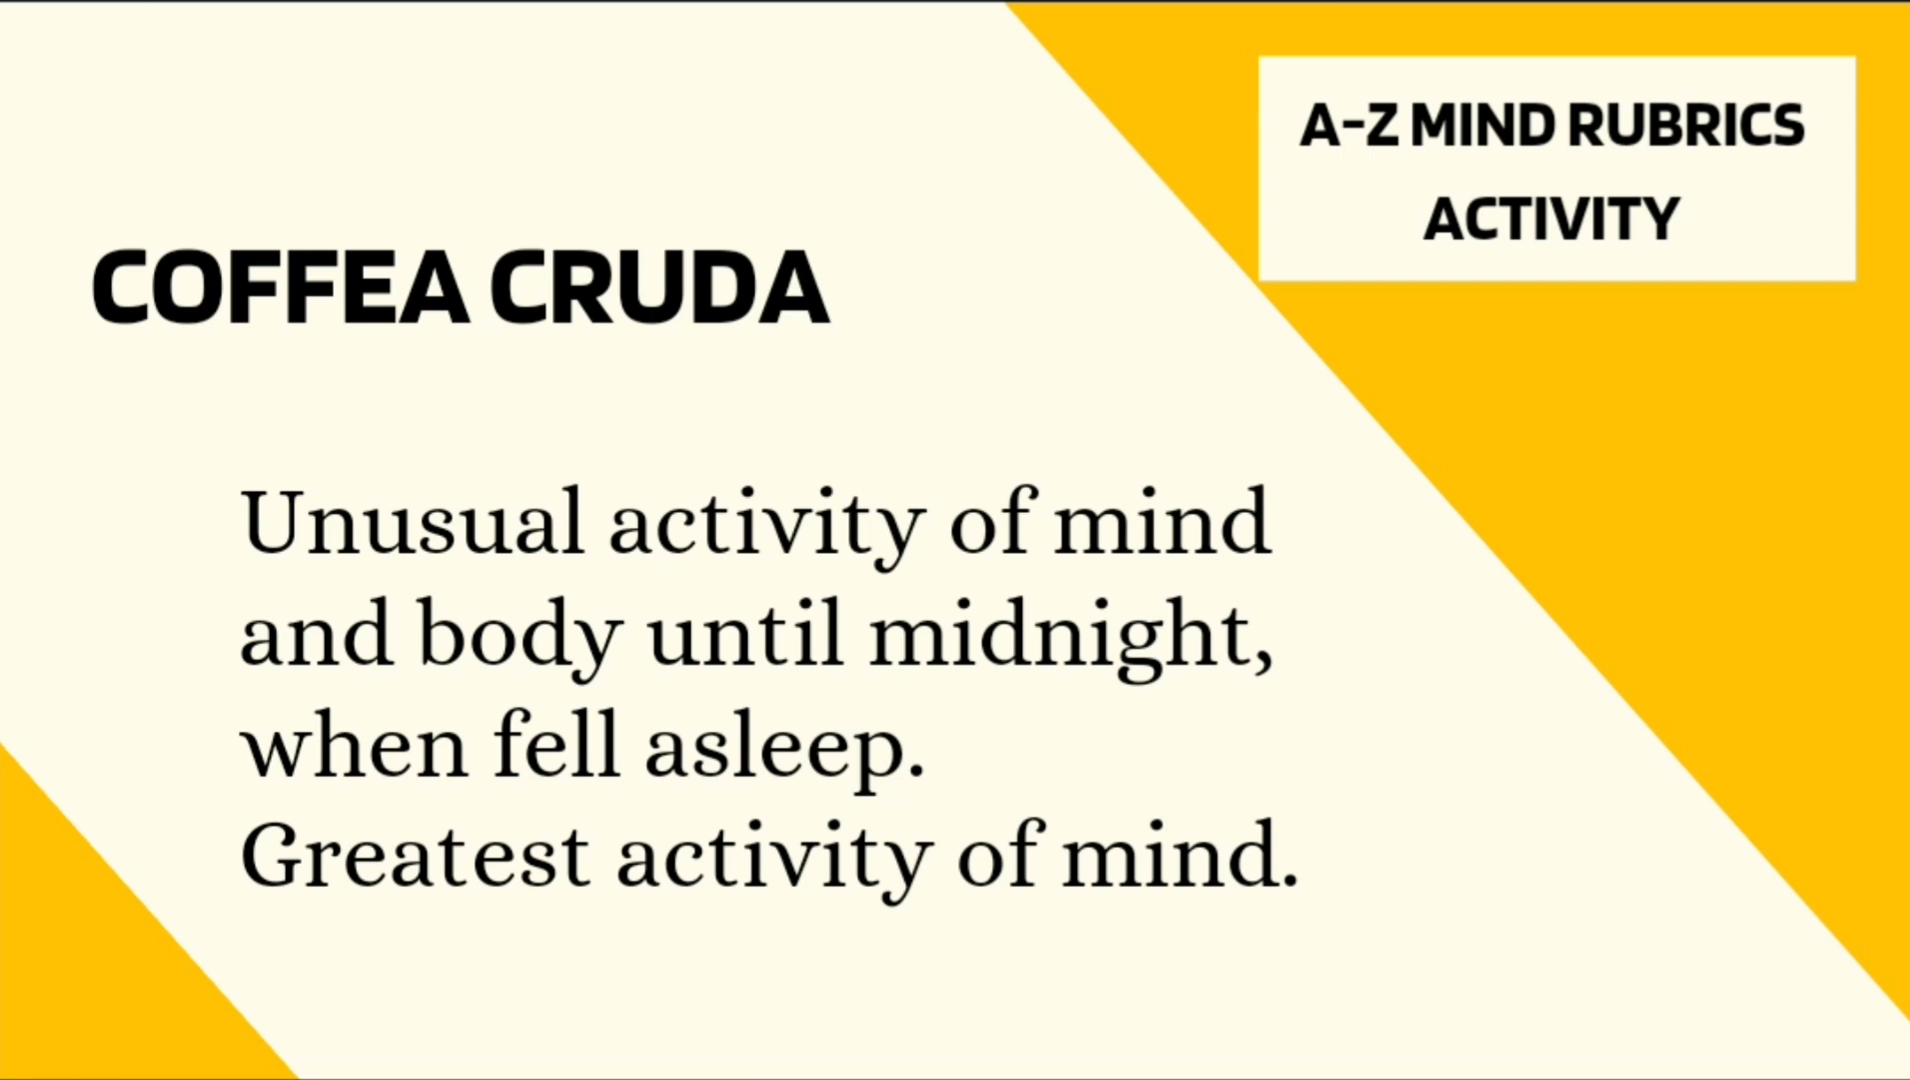 A-Z MIND RUBRICS
ACTIVITY
COFFEA CRUDA
Unusual activity of mind
and body until midnight,
when fell asleep.
Greatest activity of mind.